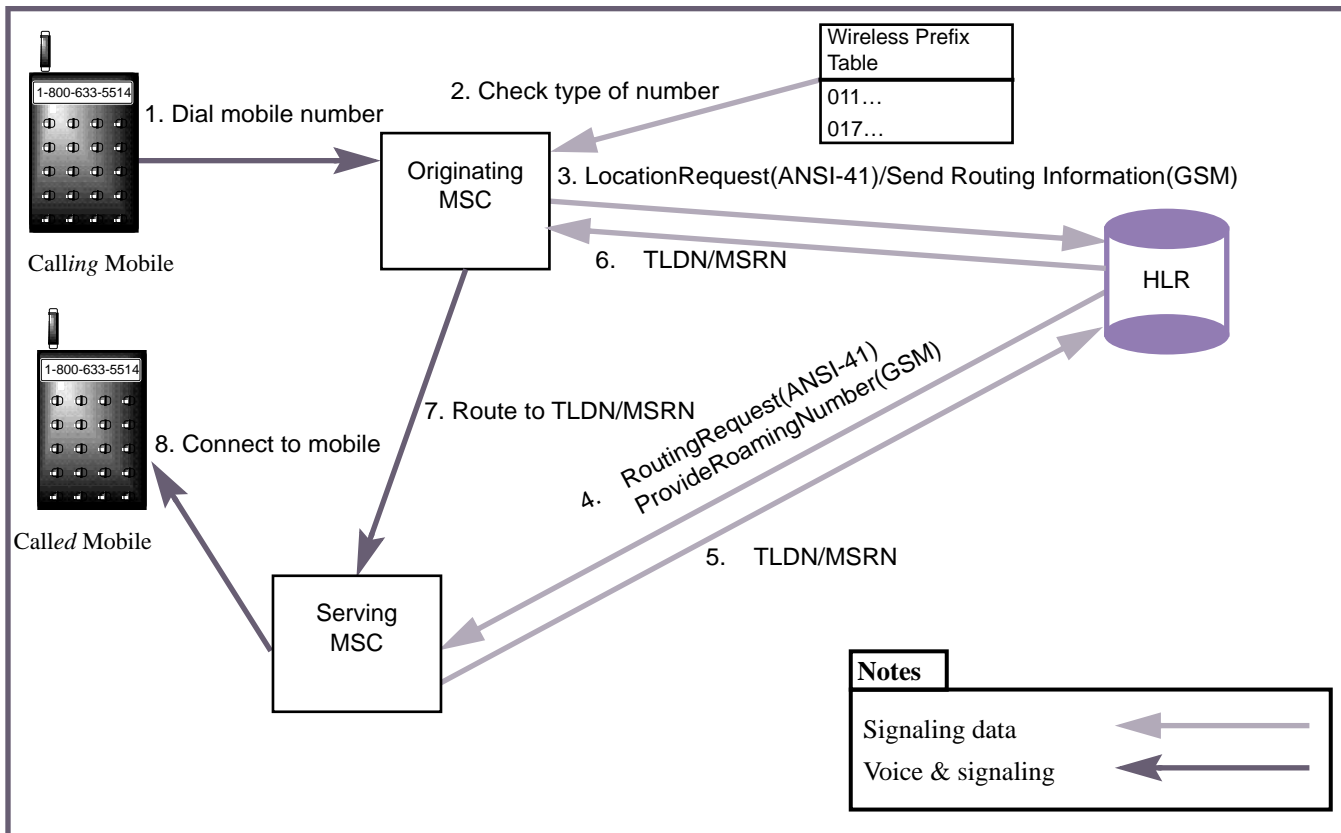 1-800-633-5514
1. Dial mobile number
Calling Mobile
2. Check type of number
Wireless Prefix
Table
011…
017…
Originating
MSC
3. LocationRequest(ANSI-41)/Send Routing Information(GSM)
6. TLDN/MSRN
HLR
1-800-633-5514
8. Connect to mobile
Called Mobile
7. Route to TLDN/MSRN
4. RoutingRequest(ANSI-41)
ProvideRoamingNumber(GSM)
5. TLDN/MSRN
Serving
MSC
Notes
Signaling data
Voice & signaling